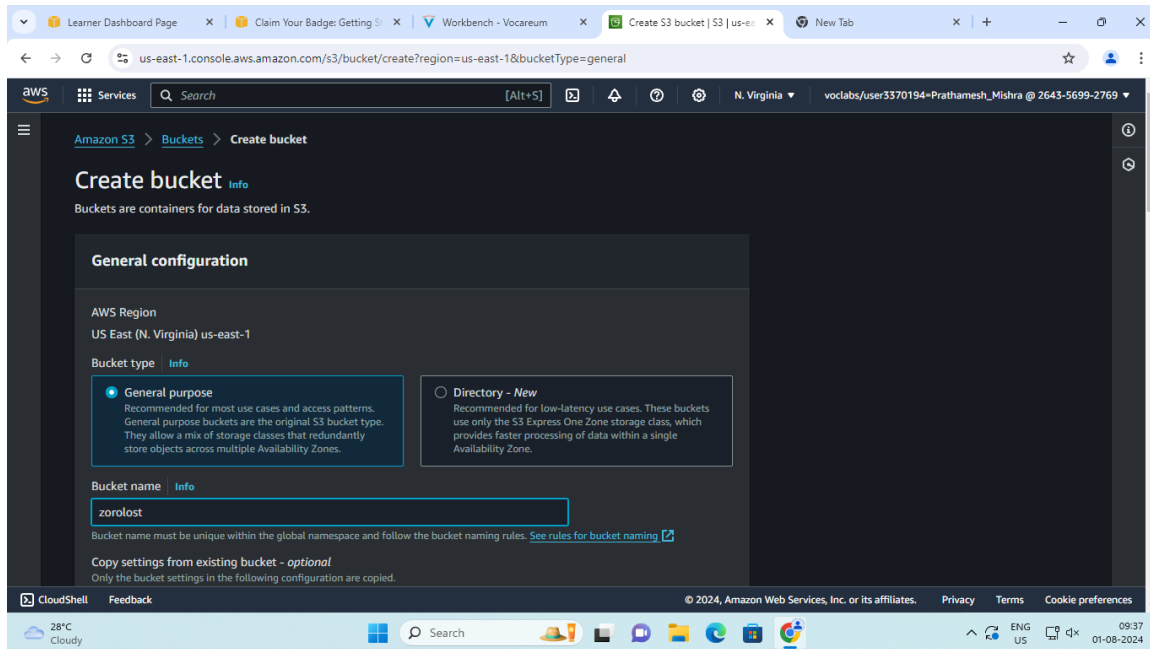 Learner Dashboard Page
Claim Your Badge: Getting St
Workbench - Vocareum
Create S3 bucket | S3 | us-ea
New Tab
us-east-1.console.aws.amazon.com/s3/bucket/create?region=us-east-1&bucketType=general
aws
Services
Search
[Alt+S]
N. Virginia
voclabs/user3370194=Prathamesh_Mishra @ 2643-5699-2769
Amazon S3 > Buckets > Create bucket
Create bucket Info
Buckets are containers for data stored in S3.
General configuration
AWS Region
US East (N. Virginia) us-east-1
Bucket type Info
General purpose
Recommended for most use cases and access patterns.
General purpose buckets are the original S3 bucket type.
They allow a mix of storage classes that redundantly
store objects across multiple Availability Zones.
Directory - New
Recommended for low-latency use cases. These buckets
use only the S3 Express One Zone storage class, which
provides faster processing of data within a single
Availability Zone.
Bucket name Info
zorolost
Bucket name must be unique within the global namespace and follow the bucket naming rules. See rules for bucket naming
Copy settings from existing bucket - optional
Only the bucket settings in the following configuration are copied.
CloudShell Feedback
© 2024, Amazon Web Services, Inc. or its affiliates. Privacy Terms Cookie preferences
28°C
Cloudy
Search
ENG
US
09:37
01-08-2024